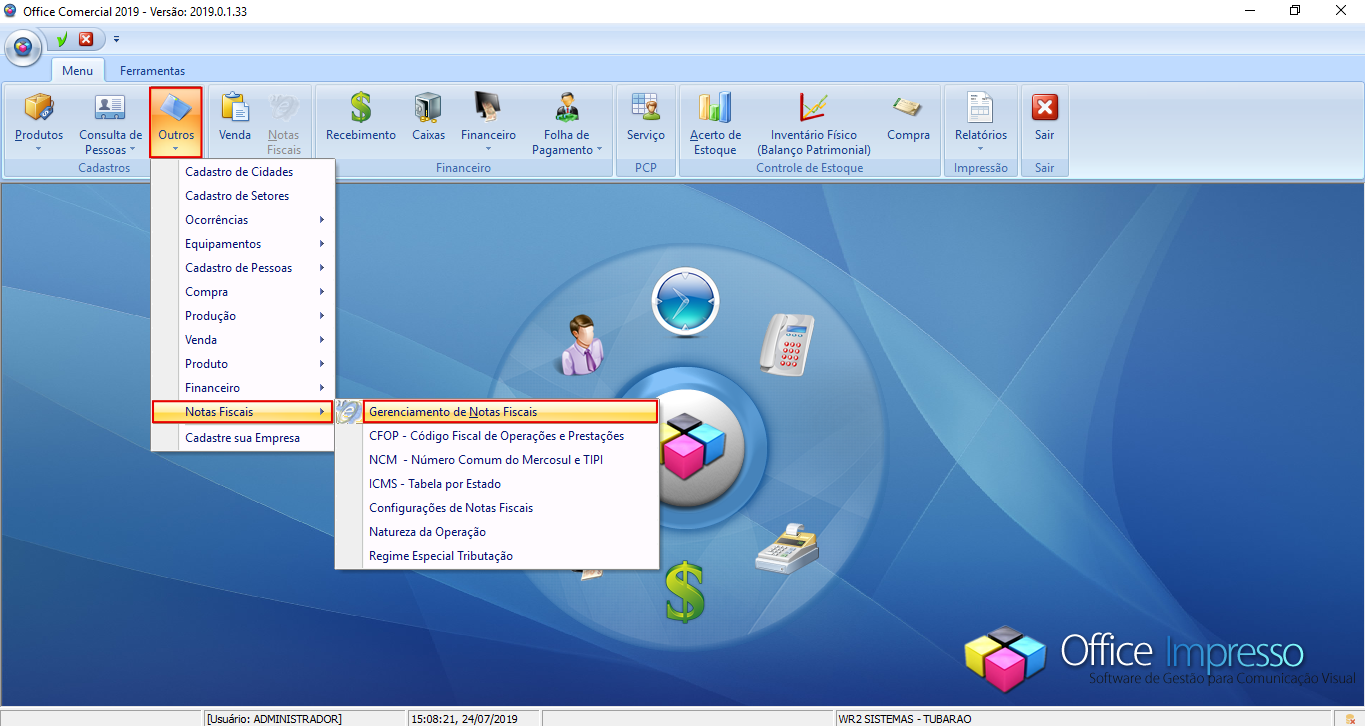 Office Comercial 2019 - Versão: 2019.0.1.33
Menu
Ferramentas
Produtos
Consulta de
Pessoas
Outros
Venda
Notas
Fiscais
Recebimento
Caixas
Financeiro
Folha de
Pagamento
Serviço
Acerto de
Estoque
Inventário Físico
(Balanço Patrimonial)
Compra
Relatórios
Sair
Cadastros
Financeiro
PCP
Controle de Estoque
Impressão
Sair
Cadastro de Cidades
Cadastro de Setores
Ocorrências
Equipamentos
Cadastro de Pessoas
Compra
Produção
Venda
Produto
Financeiro
Notas Fiscais
Cadastre sua Empresa
Gerenciamento de Notas Fiscais
CFOP - Código Fiscal de Operações e Prestações
NCM - Número Comum do Mercosul e TIPI
ICMS - Tabela por Estado
Configurações de Notas Fiscais
Natureza da Operação
Regime Especial Tributação
Office Impresso
Software de Gestão para Comunicação Visual
[Usuário: ADMINISTRADOR]
15:08:21, 24/07/2019
WR2 SISTEMAS - TUBARAO